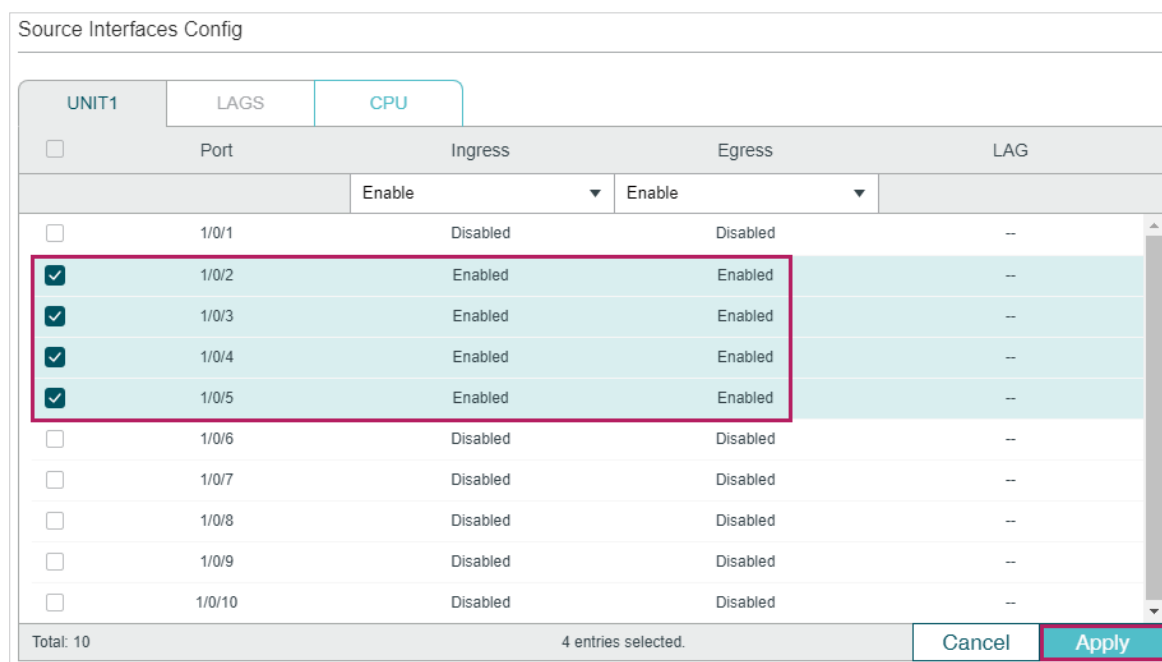 Source Interfaces Config
UNIT1 LAGS CPU
Port Ingress Egress LAG
Enable Enable
1/0/1 Disabled Disabled --
1/0/2 Enabled Enabled --
1/0/3 Enabled Enabled --
1/0/4 Enabled Enabled --
1/0/5 Enabled Enabled --
1/0/6 Disabled Disabled --
1/0/7 Disabled Disabled --
1/0/8 Disabled Disabled --
1/0/9 Disabled Disabled --
1/0/10 Disabled Disabled --
Total: 10 4 entries selected. Cancel Apply